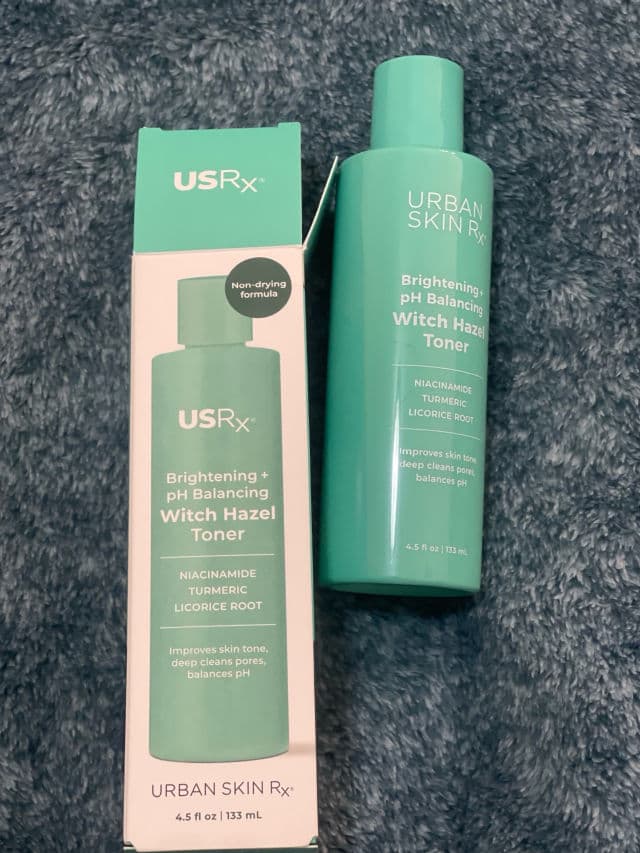 USRx®
Non-drying
formula
USRx®
Brightening +
pH Balancing
Witch Hazel
Toner
NIACINAMIDE
TURMERIC
LICORICE ROOT
Improves skin tone,
deep cleans pores,
balances pH
URBAN SKIN Rx®
4.5 fl oz | 133 mL
URBAN
SKIN Rx®
Brightening +
pH Balancing
Witch Hazel
Toner
NIACINAMIDE
TURMERIC
LICORICE ROOT
Improves skin tone,
deep cleans pores,
balances pH
4.5 fl oz | 133 mL